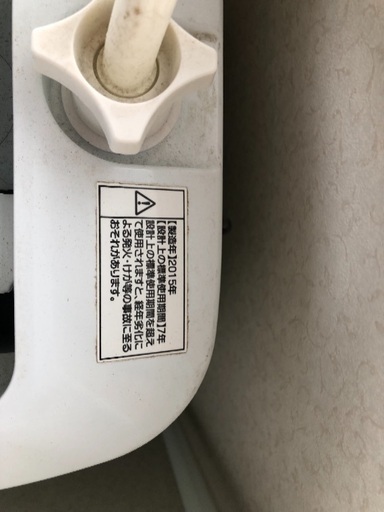 【製造年】2015年
【設計上の標準使用期間】7年
設計上の標準使用期間を超え
て使用されますと、経年劣化に
よる発火・けが等の事故に至る
おそれがあります。